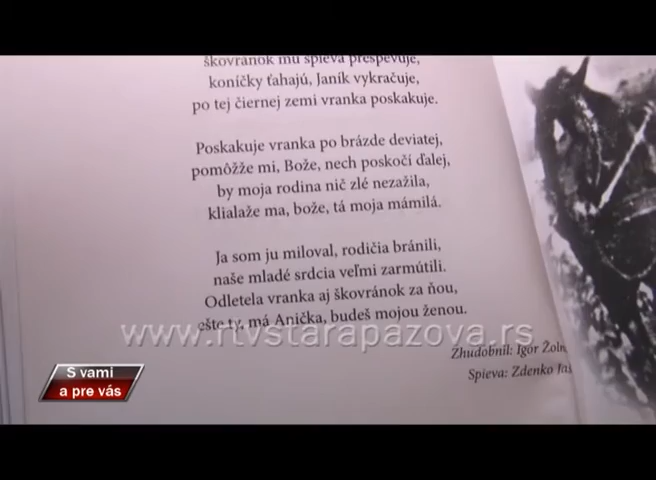 škovránok mu spieva prespevuje,
koníčky ťahajú, Janík vykračuje,
po tej čiernej zemi vranka poskakuje.
Poskakuje vranka po brázde deviatej,
pomôžže mi, Bože, nech poskočí ďalej,
by moja rodina nič zlé nezažila,
klialaže ma, bože, tá moja mámilá.
Ja som ju miloval, rodičia bránili,
naše mladé srdcia veľmi zarmútili.
Odletela vranka aj škovránok za ňou,
ešte ty, má Anička, budeš mojou ženou.
www.rtvstarapazova.rs
Zhudobnil: Igor
Spieva: Zdenko
S vami
a pre vás